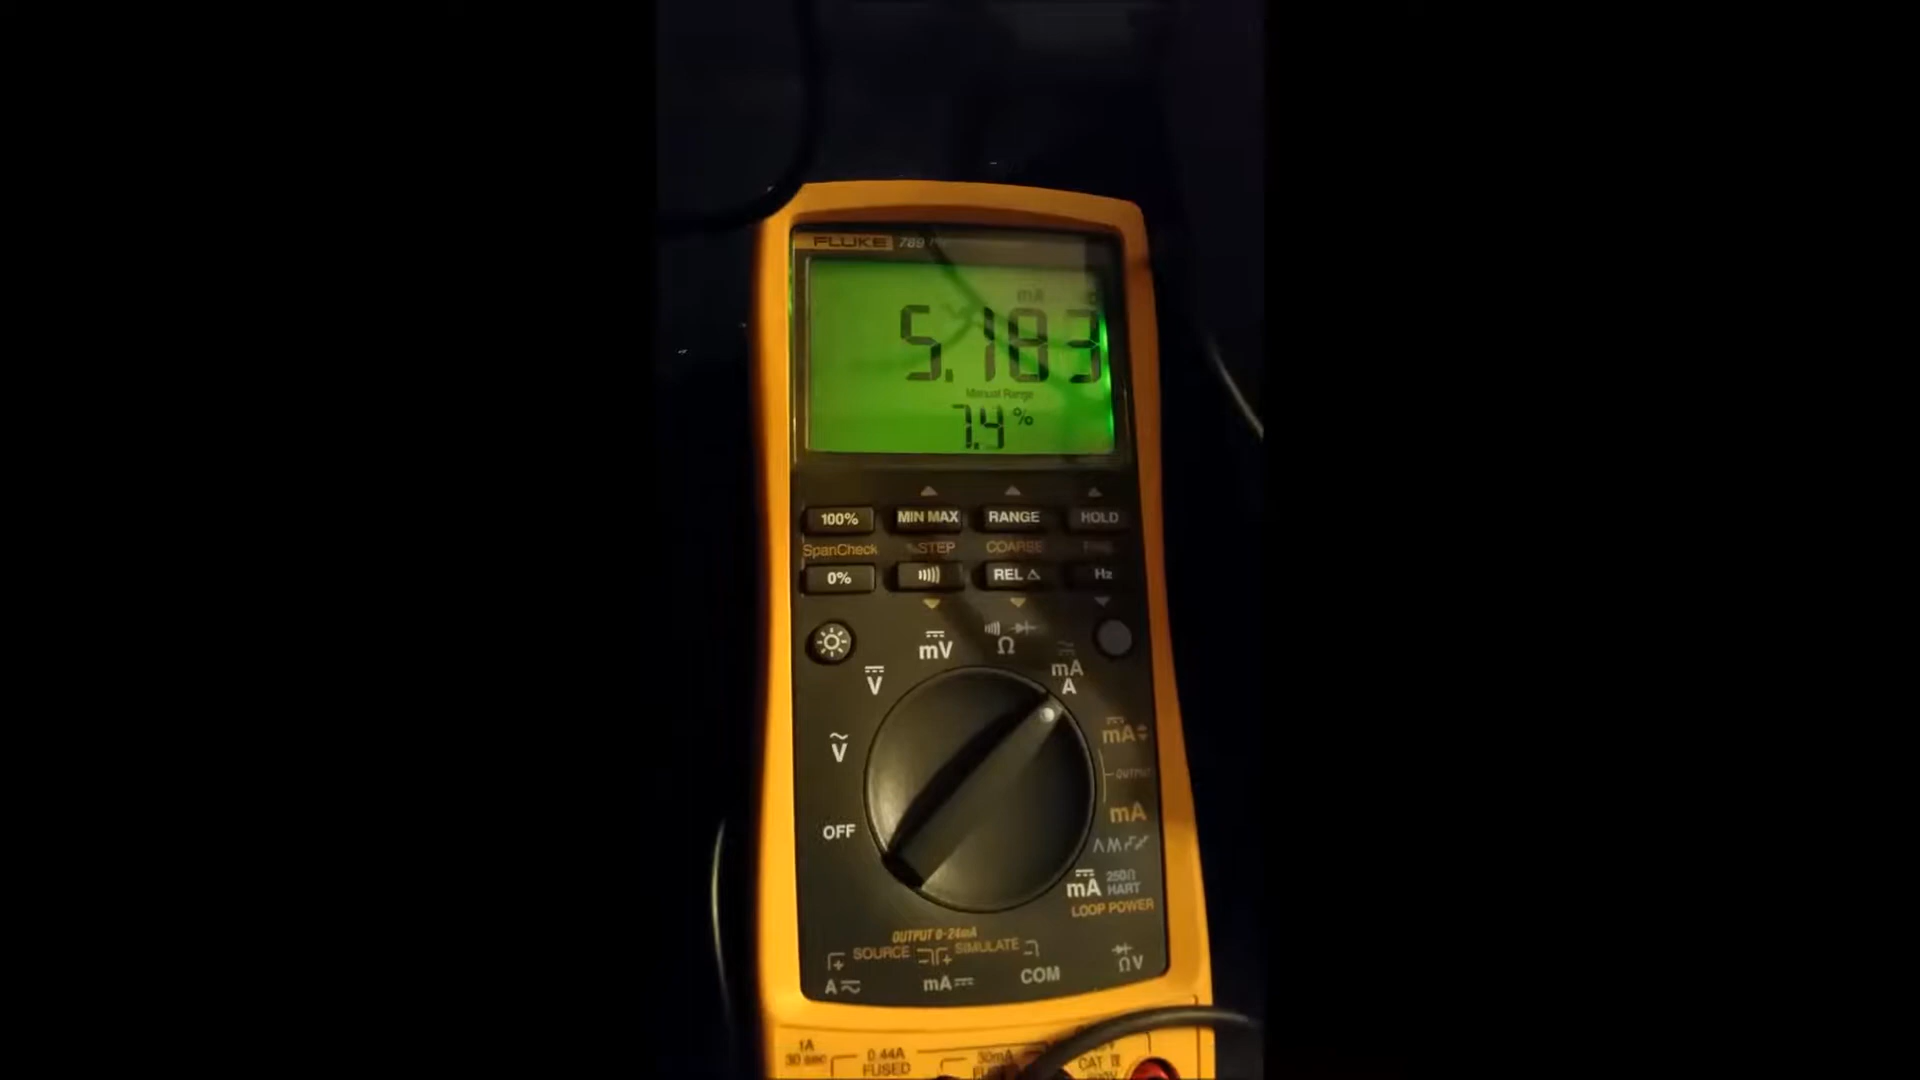 FLUKE 789
mA
5.183
Manual Range
7.4 %
100% MIN MAX RANGE HOLD
SpanCheck %STEP COARSE FINE
0% REL △ Hz
mV Ω
V mA
A
mA
V OUTPUT
mA
OFF
mA 250Ω
HART
LOOP POWER
OUTPUT 0-24mA
SOURCE SIMULATE
A mA COM ΩV
1A
30 sec 0.44A
FUSED 30mA
CAT III